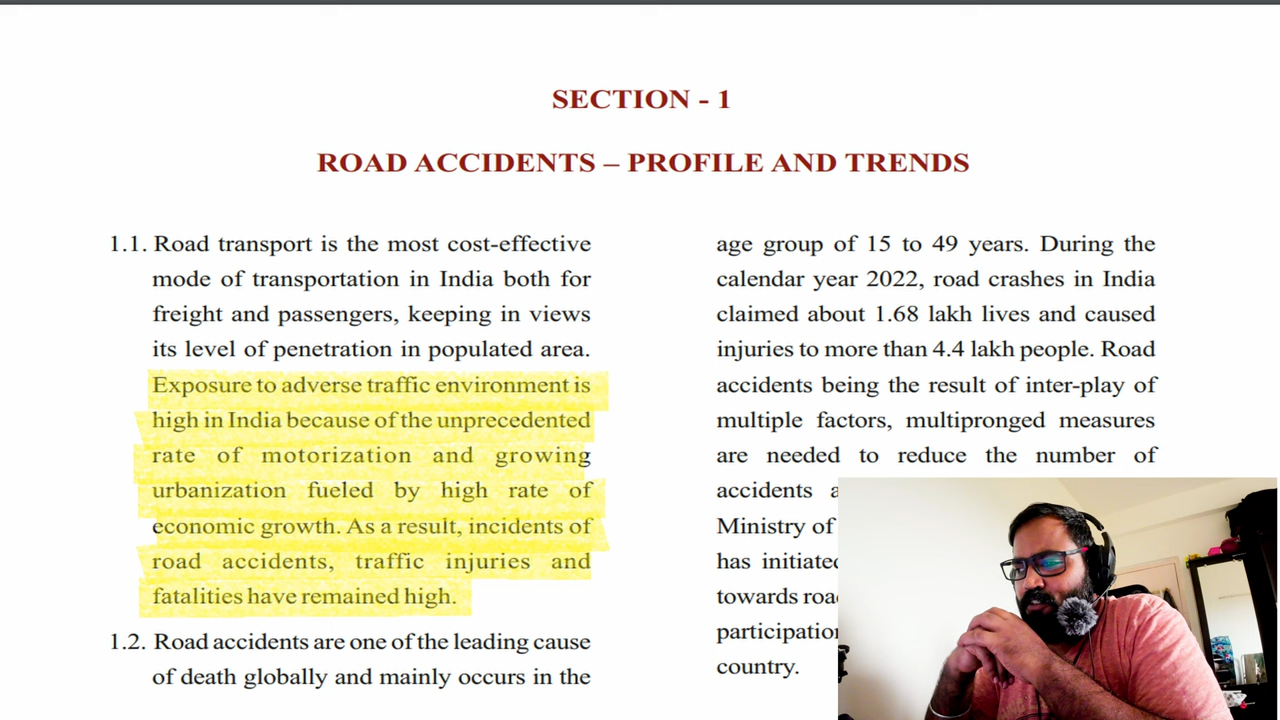 SECTION - 1
ROAD ACCIDENTS – PROFILE AND TRENDS
1.1. Road transport is the most cost-effective
mode of transportation in India both for
freight and passengers, keeping in views
its level of penetration in populated area.
Exposure to adverse traffic environment is
high in India because of the unprecedented
rate of motorization and growing
urbanization fueled by high rate of
economic growth. As a result, incidents of
road accidents, traffic injuries and
fatalities have remained high.
1.2. Road accidents are one of the leading cause
of death globally and mainly occurs in the
age group of 15 to 49 years. During the
calendar year 2022, road crashes in India
claimed about 1.68 lakh lives and caused
injuries to more than 4.4 lakh people. Road
accidents being the result of inter-play of
multiple factors, multipronged measures
are needed to reduce the number of
accidents
Ministry of
has
towards
country.